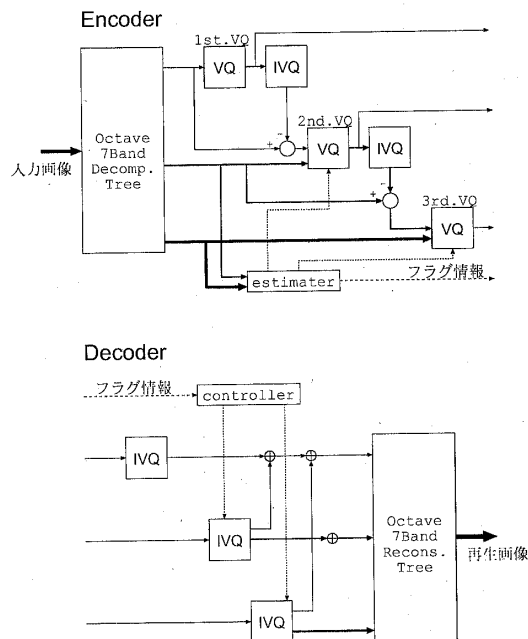 Encoder
1st.VQ
VQ
IVQ
2nd.VQ
VQ
IVQ
Octave
7Band
Decomp.
Tree
入力画像
3rd.VQ
VQ
estimater
フラグ情報
Decoder
フラグ情報
controller
IVQ
IVQ
Octave
7Band
Recons.
Tree
再生画像
IVQ